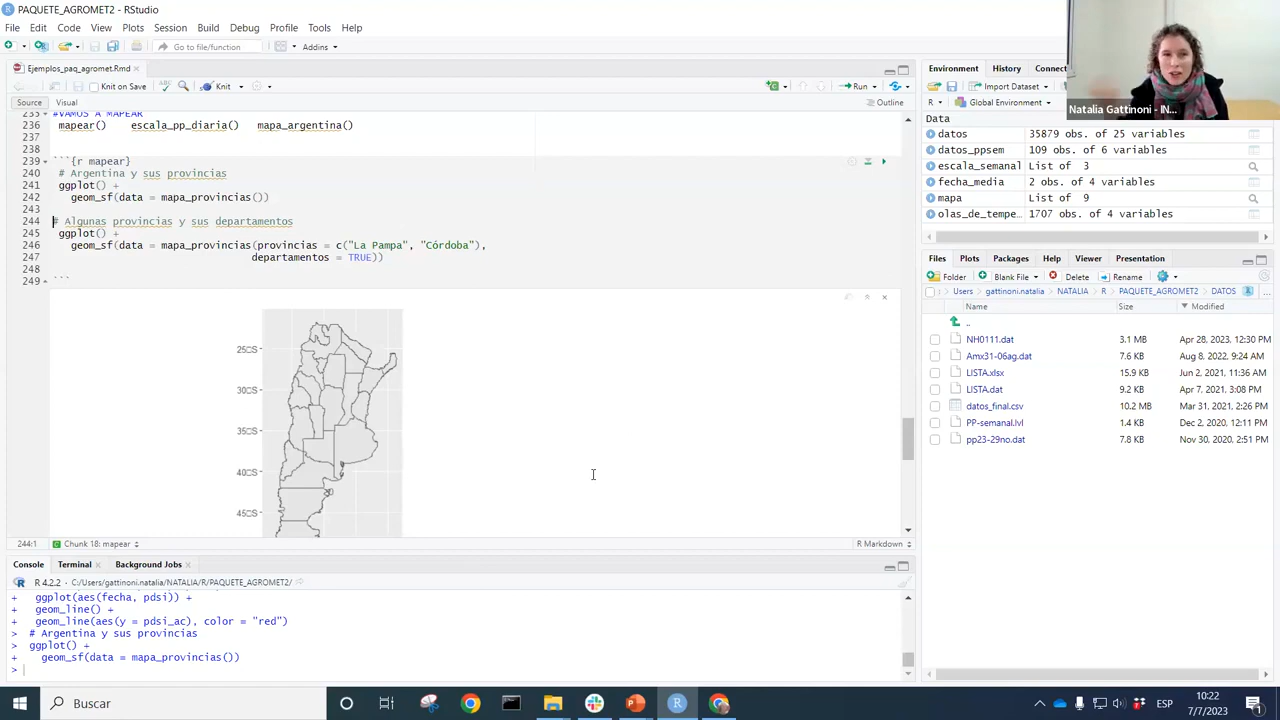 PAQUETE_AGROMET2 - RStudio
File Edit Code View Plots Session Build Debug Profile Tools Help
Go to file/function
Addins
Ejemplos_paq_agromet.Rmd
Knit on Save
Knit
Run
Source Visual
Outline
235 #VAMOS A MAPEAR
236 mapear() escala_pp_diaria() mapa_argentina()
237
238
239 ```{r mapear}
240 # Argentina y sus provincias
241 ggplot() +
242 geom_sf(data = mapa_provincias())
243
244 # Algunas provincias y sus departamentos
245 ggplot() +
246 geom_sf(data = mapa_provincias(provincias = c("La Pampa", "Córdoba"),
247 departamentos = TRUE))
248
249 ```
25°S
30°S
35°S
40°S
45°S
244:1 Chunk 18: mapear R Markdown
Console Terminal Background Jobs
R 4.2.2 · C:/Users/gattinoni.natalia/NATALIA/R/PAQUETE_AGROMET2/
+ ggplot(aes(fecha, pdsi)) +
+ geom_line() +
+ geom_line(aes(y = pdsi_ac), color = "red")
> # Argentina y sus provincias
> ggplot() +
+ geom_sf(data = mapa_provincias())
>
Environment History Connect
Import Dataset
R Global Environment
Data
datos 35879 obs. of 25 variables
datos_ppsem 109 obs. of 6 variables
escala_semanal List of 3
fecha_media 2 obs. of 4 variables
mapa List of 9
olas_de_tempe… 1707 obs. of 4 variables
Natalia Gattinoni - IN...
Files Plots Packages Help Viewer Presentation
Folder Blank File Delete Rename
Users gattinoni.natalia NATALIA R PAQUETE_AGROMET2 DATOS ...
Name Size Modified
..
NH0111.dat 3.1 MB Apr 28, 2023, 12:30 PM
Amx31-06ag.dat 7.6 KB Aug 8, 2022, 9:24 AM
LISTA.xlsx 15.9 KB Jun 2, 2021, 11:36 AM
LISTA.dat 9.2 KB Apr 7, 2021, 3:08 PM
datos_final.csv 10.2 MB Mar 31, 2021, 2:26 PM
PP-semanal.lvl 1.4 KB Dec 2, 2020, 12:11 PM
pp23-29no.dat 7.8 KB Nov 30, 2020, 2:51 PM
Buscar
ESP
10:22
7/7/2023